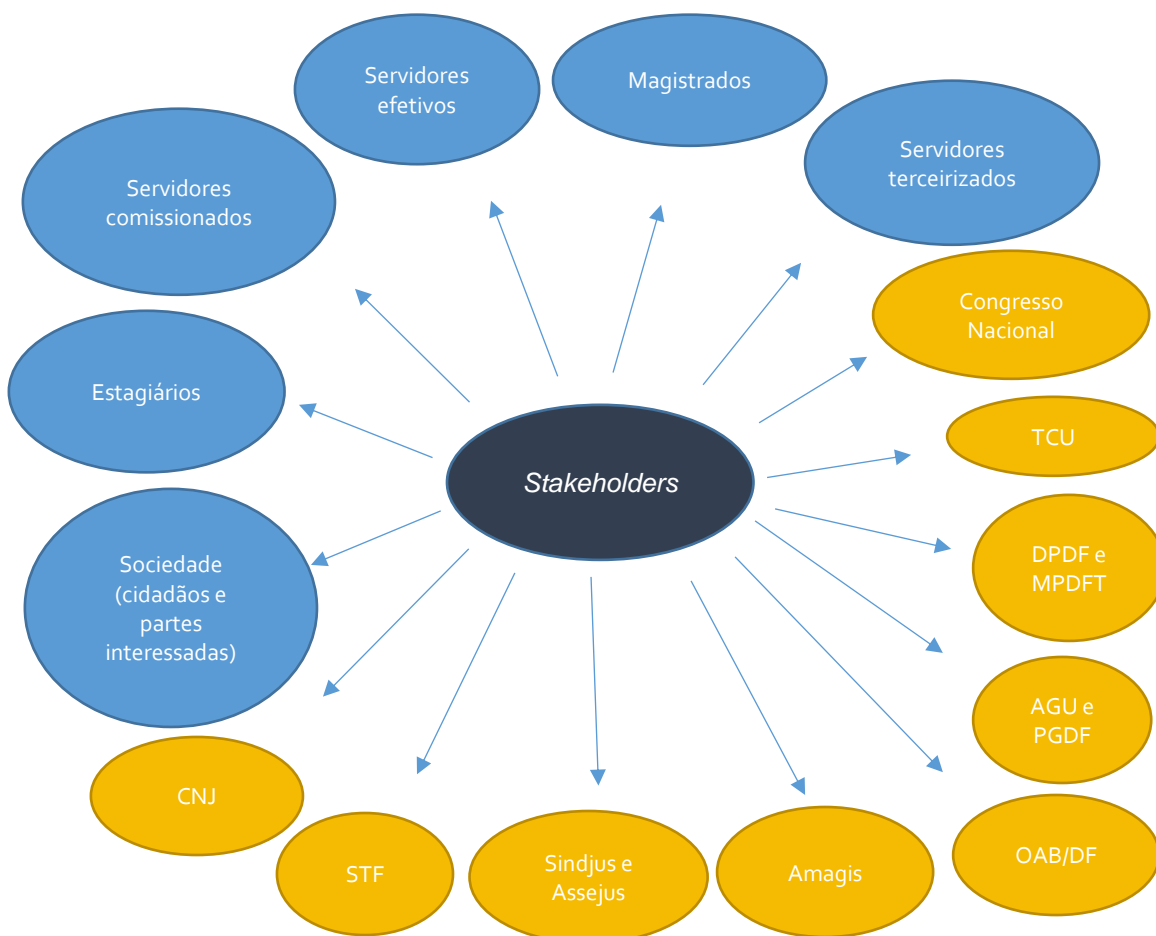 Servidores
efetivos
Magistrados
Servidores
terceirizados
Servidores
comissionados
Congresso
Nacional
Estagiários
TCU
Stakeholders
Sociedade
(cidadãos e
partes
interessadas)
DPDF e
MPDFT
AGU e
PGDF
CNJ
STF
Sindjus e
Assejus
Amagis
OAB/DF